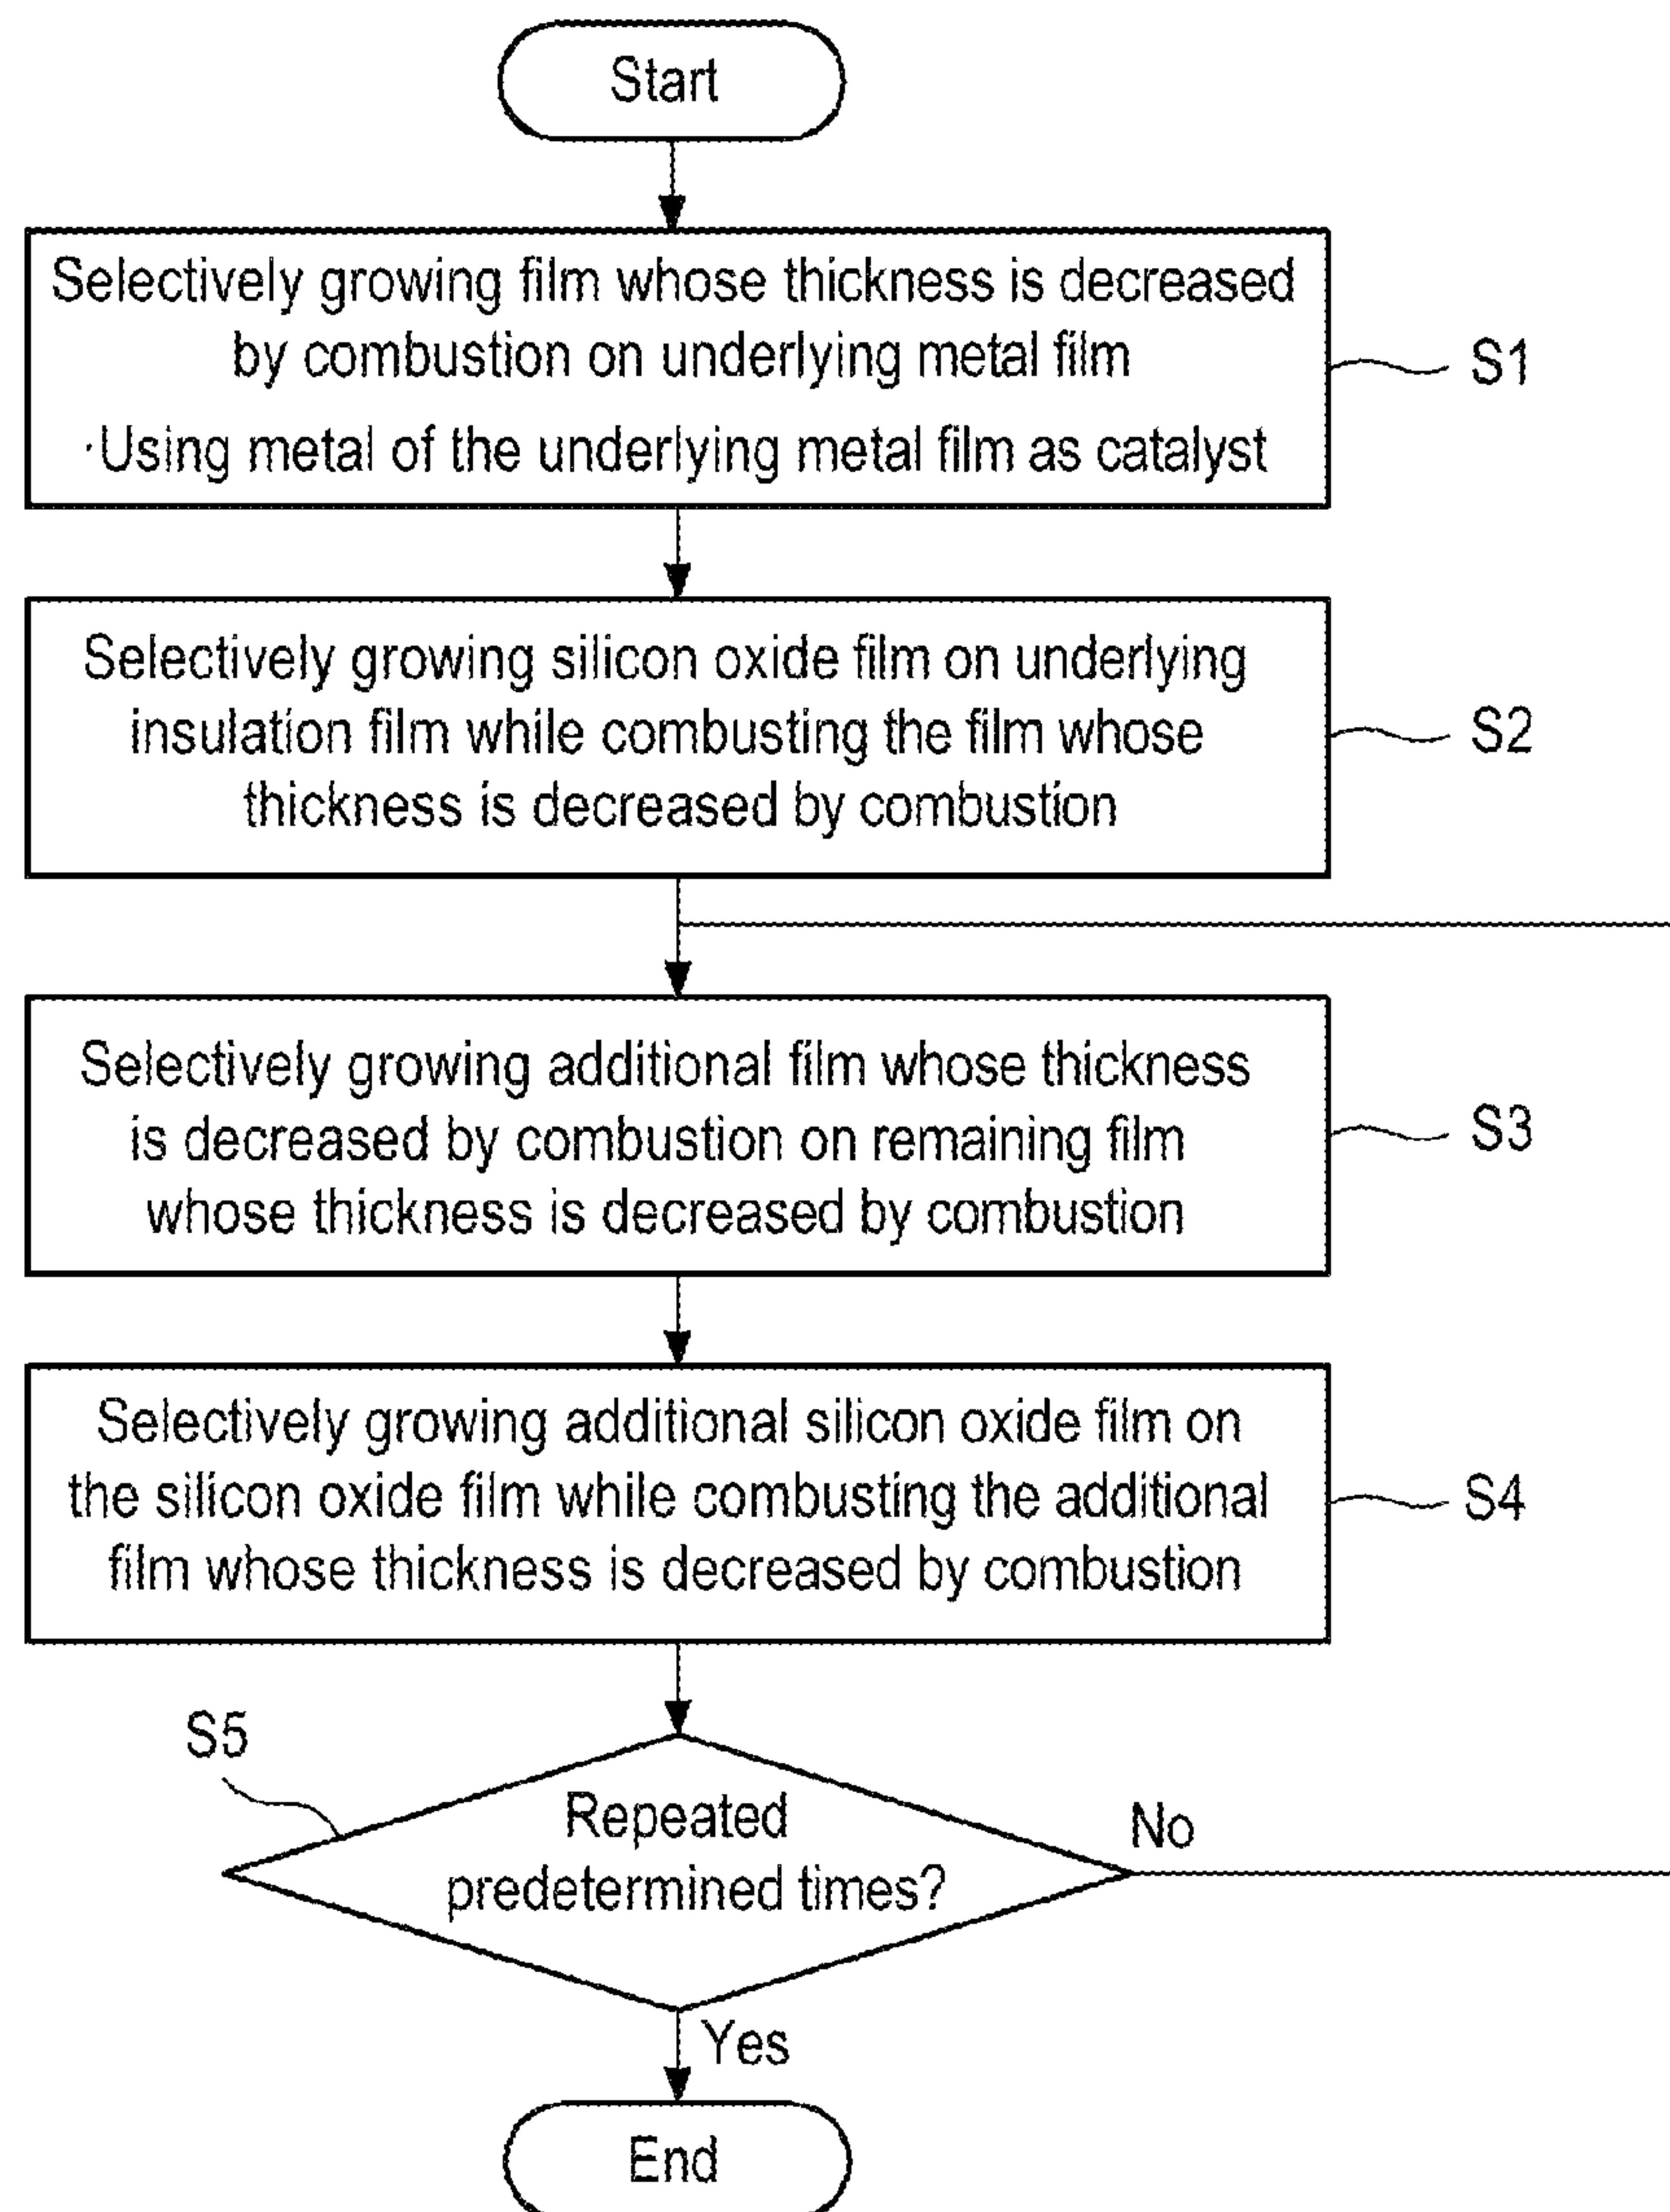 Start
Selectively growing film whose thickness is decreased
by combustion on underlying metal film
·Using metal of the underlying metal film as catalyst
S1
Selectively growing silicon oxide film on underlying
insulation film while combusting the film whose
thickness is decreased by combustion
S2
Selectively growing additional film whose thickness
is decreased by combustion on remaining film
whose thickness is decreased by combustion
S3
Selectively growing additional silicon oxide film on
the silicon oxide film while combusting the additional
film whose thickness is decreased by combustion
S4
S5
Repeated
predetermined times?
No
Yes
End